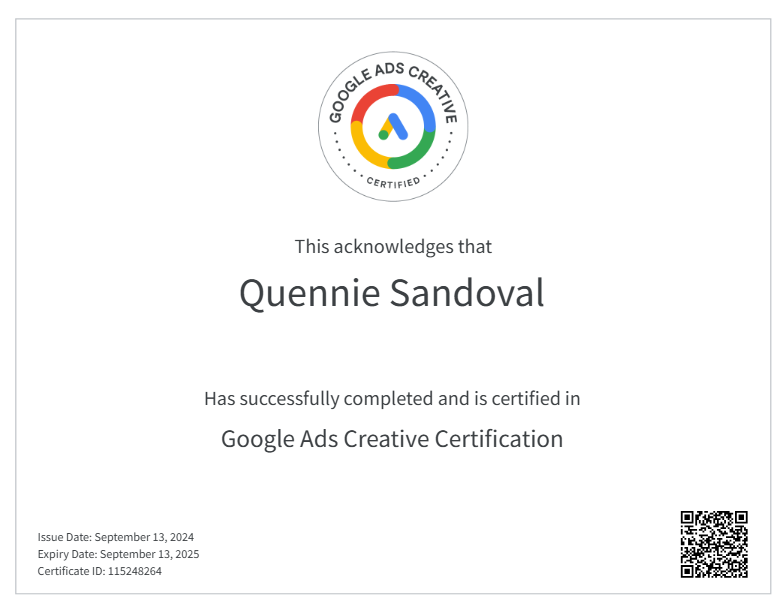 GOOGLE ADS CREATIVE
CERTIFIED
This acknowledges that
Quennie Sandoval
Has successfully completed and is certified in
Google Ads Creative Certification
Issue Date: September 13, 2024
Expiry Date: September 13, 2025
Certificate ID: 115248264